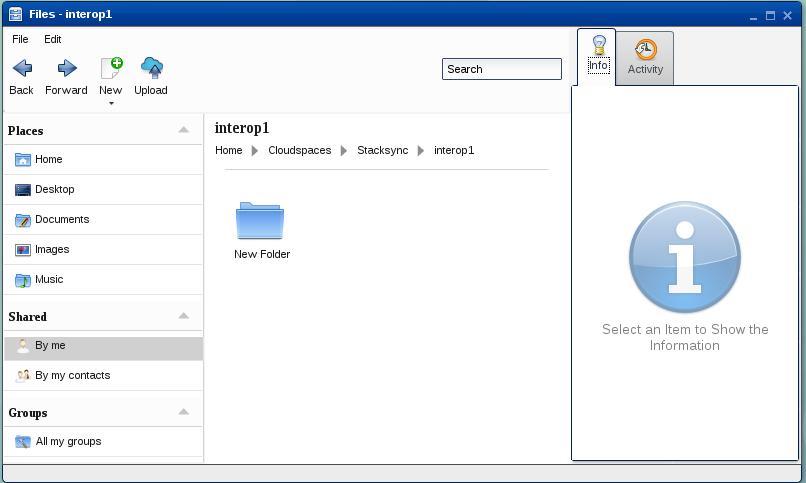 Files - interop1
File Edit
Back Forward New Upload
Search
Info
Activity
Places
Home
Desktop
Documents
Images
Music
Shared
By me
By my contacts
Groups
All my groups
interop1
Home Cloudspaces Stacksync interop1
New Folder
Select an Item to Show the
Information